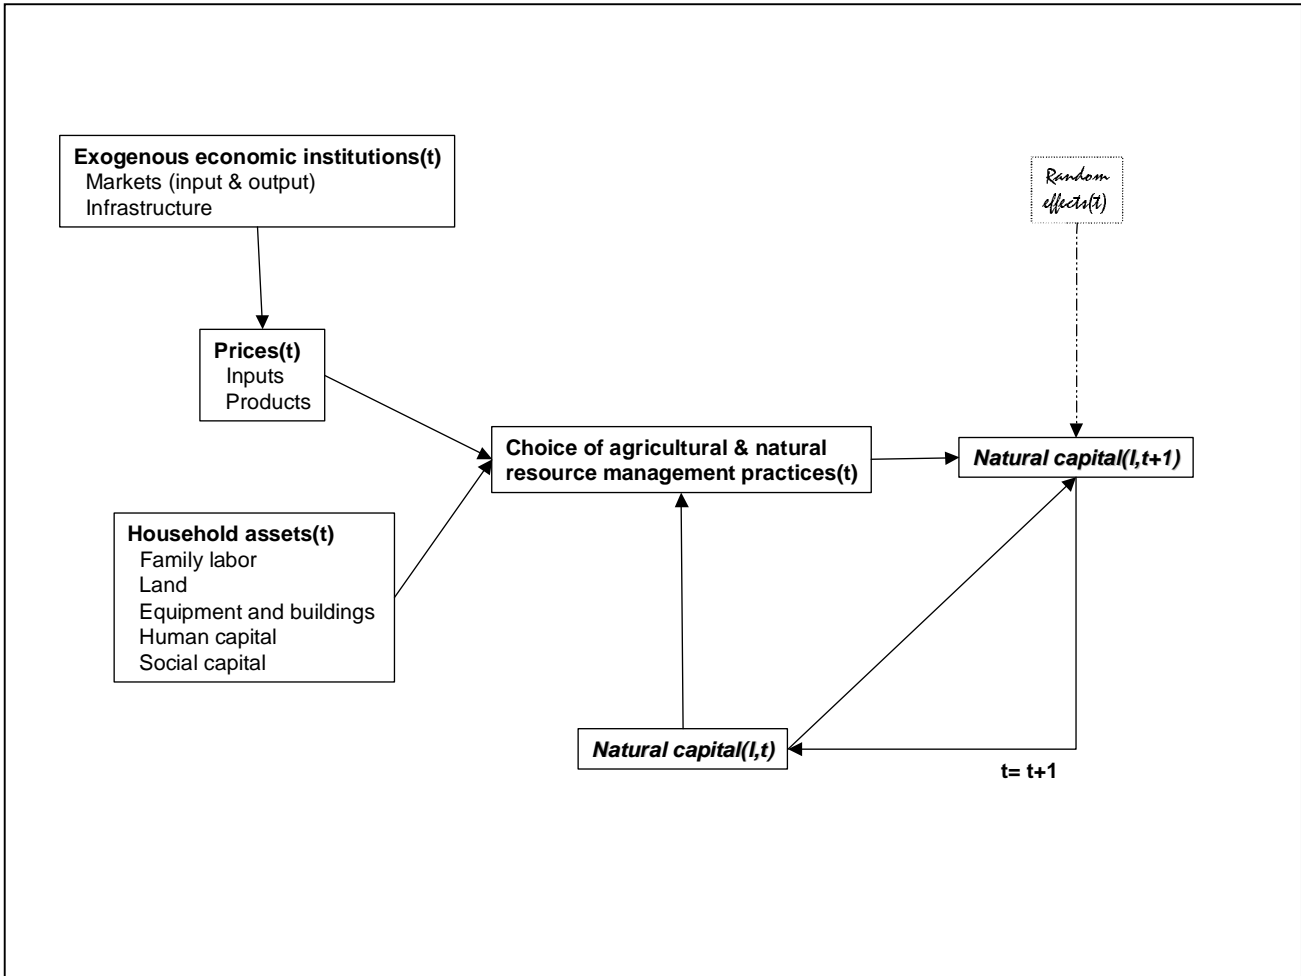 Exogenous economic institutions(t)
Markets (input & output)
Infrastructure
Random
effects(t)
Prices(t)
Inputs
Products
Choice of agricultural & natural
resource management practices(t)
Natural capital(I,t+1)
Household assets(t)
Family labor
Land
Equipment and buildings
Human capital
Social capital
Natural capital(I,t)
t= t+1